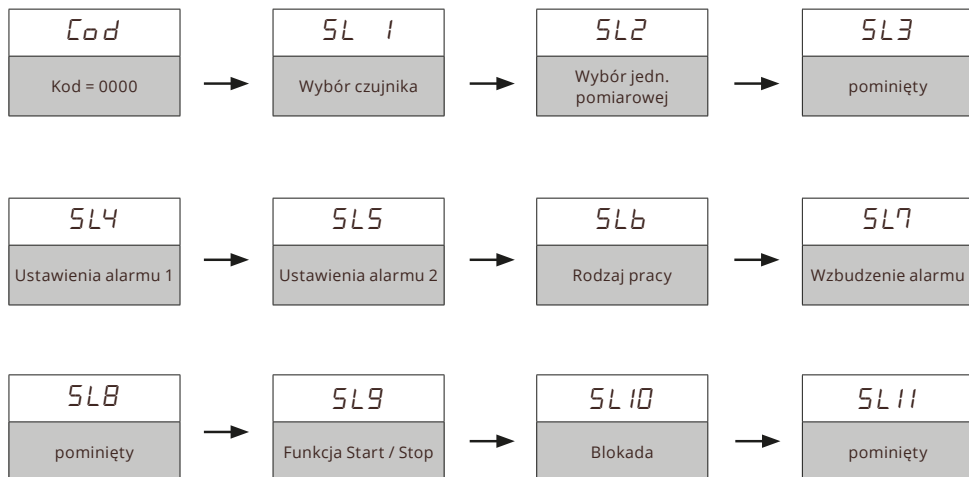 Cod
Kod = 0000
SL 1
Wybór czujnika
SL2
Wybór jedn.
pomiarowej
SL3
pominięty
SL4
Ustawienia alarmu 1
SL5
Ustawienia alarmu 2
SL6
Rodzaj pracy
SL7
Wzbudzenie alarmu
SL8
pominięty
SL9
Funkcja Start / Stop
SL10
Blokada
SL11
pominięty